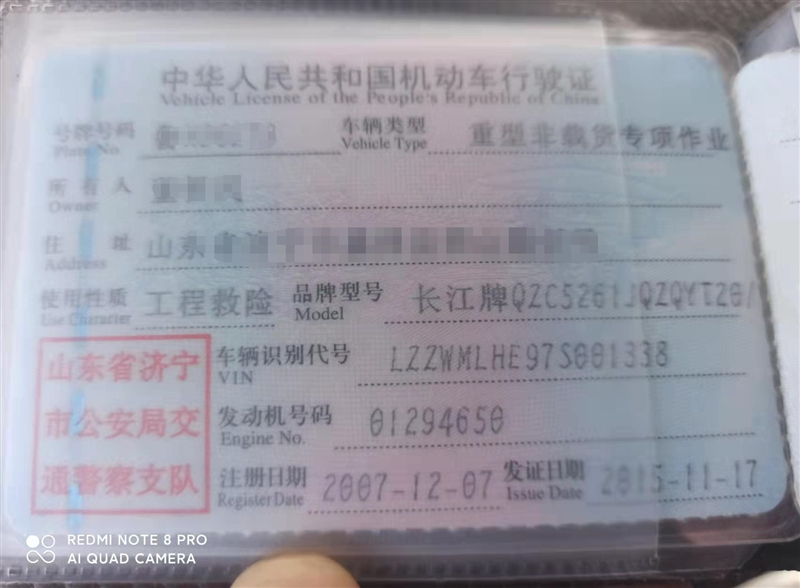 中华人民共和国机动车行驶证
Vehicle License of the People's Republic of China
号牌号码 车辆类型 重型非载货专项作业
Plate No. Vehicle Type
所有人
Owner
住址 山东省济宁
Address
使用性质 工程救险 品牌型号 长江牌QZC5261JQZQYT20/
Use Character Model
山东省济宁
市公安局交
通警察支队
车辆识别代号 LZZWMLHE97S001338
VIN
发动机号码 01294650
Engine No.
注册日期 2007-12-07 发证日期 2015-11-17
Register Date Issue Date
REDMI NOTE 8 PRO
AI QUAD CAMERA